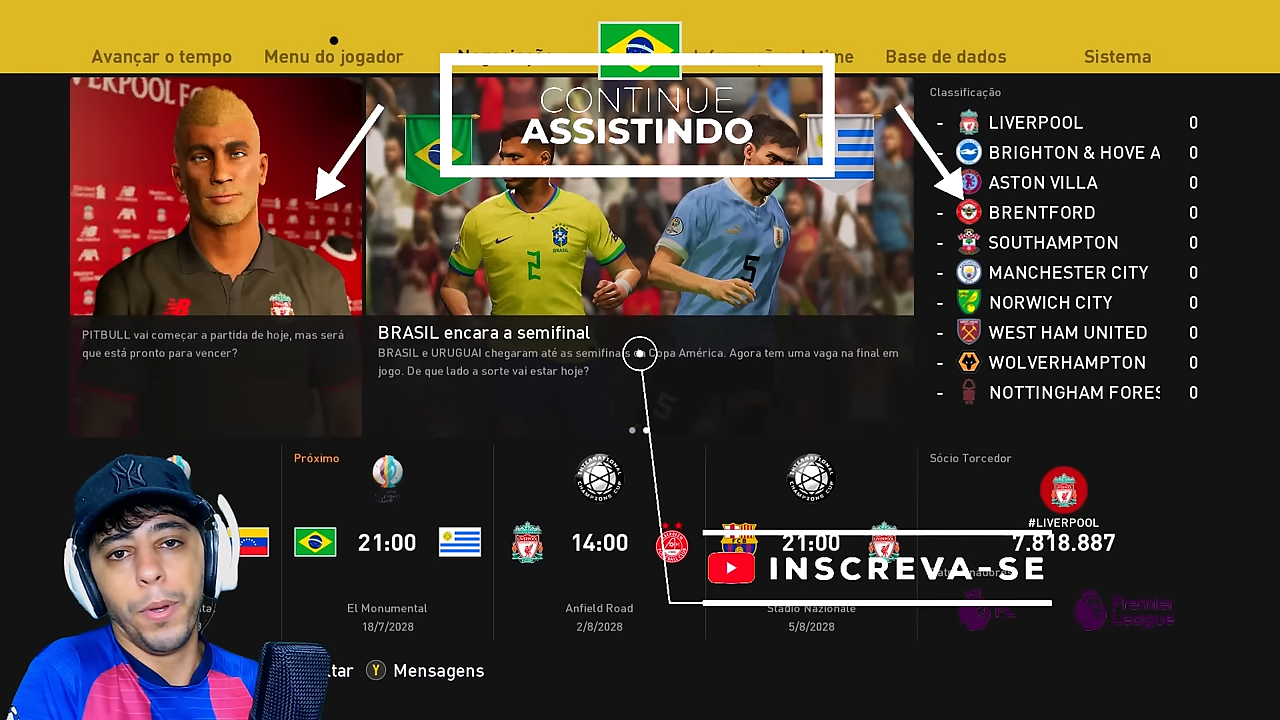 Avançar o tempo
Menu do jogador
Base de dados
Sistema
CONTINUE
ASSISTINDO
PITBULL vai começar a partida de hoje, mas será
que está pronto para vencer?
BRASIL encara a semifinal
BRASIL e URUGUAI chegaram até as semifinais da Copa América. Agora tem uma vaga na final em
jogo. De que lado a sorte vai estar hoje?
BRASIL
2
5
Classificação
- LIVERPOOL 0
- BRIGHTON & HOVE A 0
- ASTON VILLA 0
- BRENTFORD 0
- SOUTHAMPTON 0
- MANCHESTER CITY 0
- NORWICH CITY 0
- WEST HAM UNITED 0
- WOLVERHAMPTON 0
- NOTTINGHAM FORES 0
Próximo
21:00
El Monumental
18/7/2028
14:00
Anfield Road
2/8/2028
21:00
Stadio Nazionale
5/8/2028
Sócio Torcedor
#LIVERPOOL
7.818.887
INSCREVA-SE
Premier
League
Y Mensagens